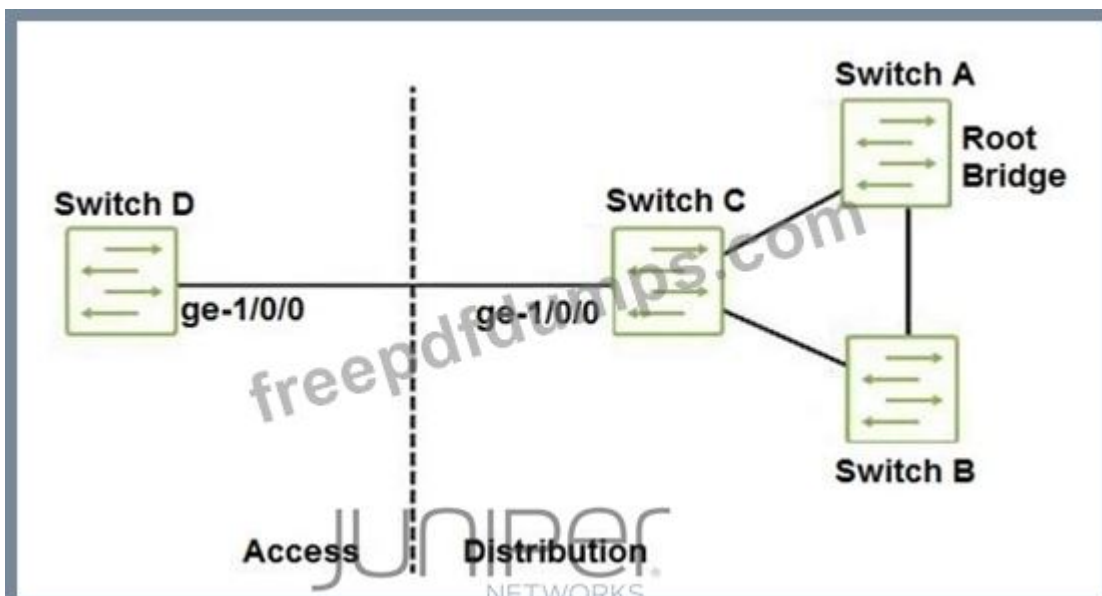 Switch A
Root
Bridge
Switch D
Switch C
ge-1/0/0
ge-1/0/0
freepdfdumps.com
Switch B
Access
Distribution
JUNIPER
NETWORKS